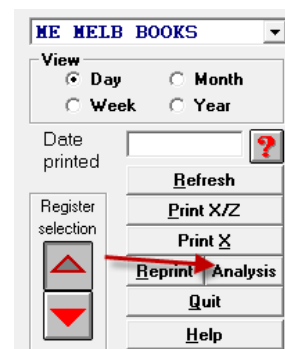 ME MELB BOOKS
View
Day Month
Week Year
Date
printed
?
Refresh
Register
selection
Print X/Z
Print X
Reprint Analysis
Quit
Help